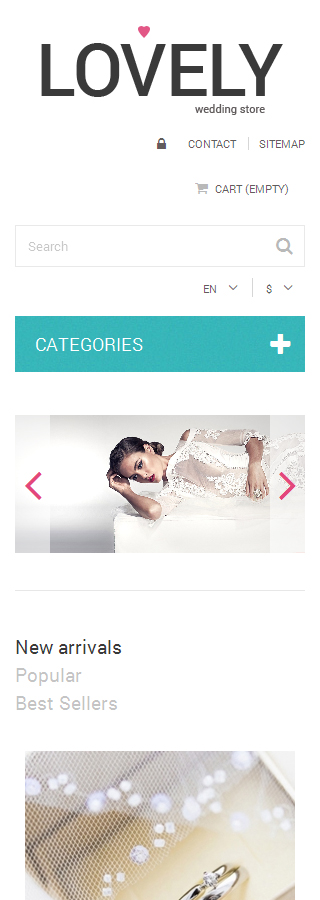 LOVELY
wedding store
CONTACT SITEMAP
CART (EMPTY)
Search
EN $
CATEGORIES
New arrivals
Popular
Best Sellers